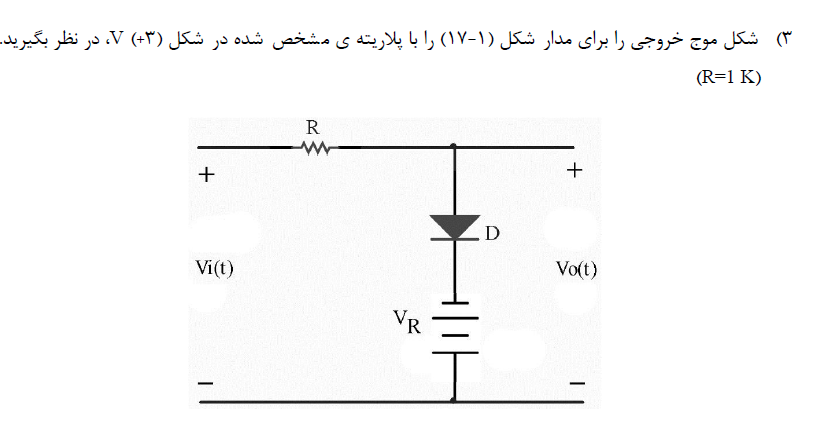 ۳) شکل موج خروجی را برای مدار شکل (۱-۱۷) را با پلاریته ی مشخص شده در شکل (۳+) V، در نظر بگیرید.
(R=1 K)
R
+ +
D
Vi(t) Vo(t)
VR
– –